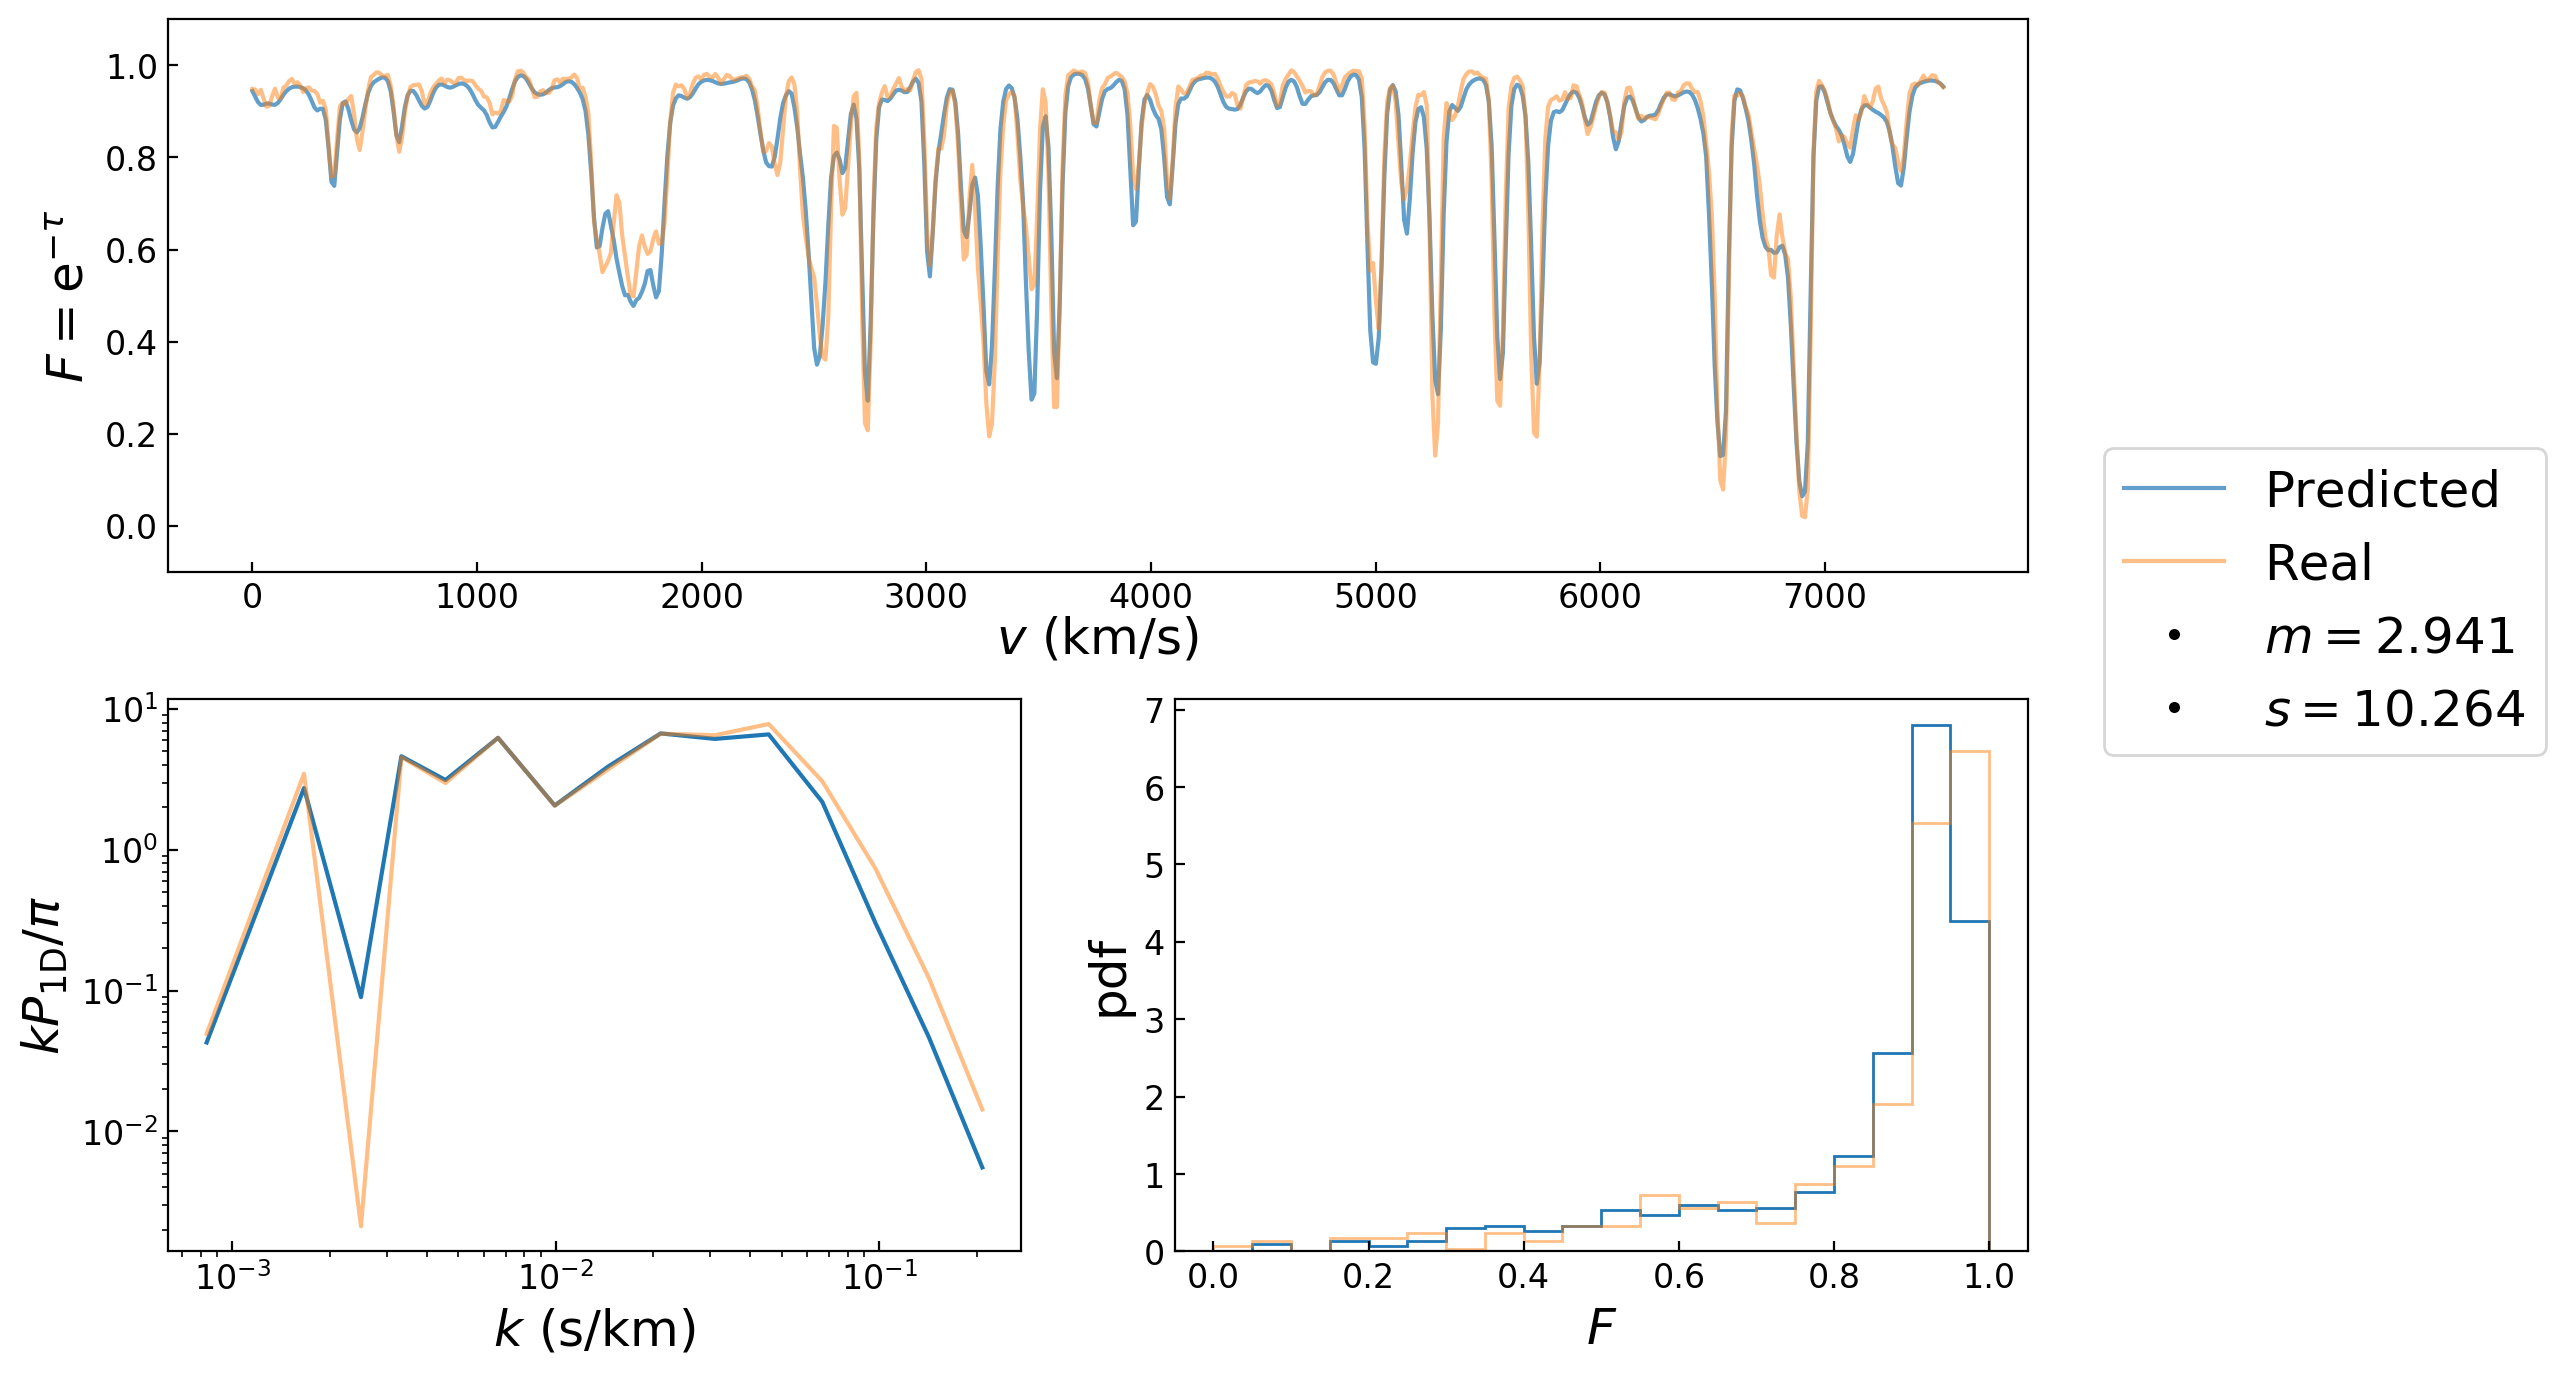 1.0
0.8
0.6
0.4
0.2
0.0
F = e^{−τ}
0 1000 2000 3000 4000 5000 6000 7000
v (km/s)
Predicted
Real
m = 2.941
s = 10.264
10^1
10^0
10^{−1}
10^{−2}
kP_{1D}/π
10^{−3} 10^{−2} 10^{−1}
k (s/km)
7
6
5
4
3
2
1
0
pdf
0.0 0.2 0.4 0.6 0.8 1.0
F